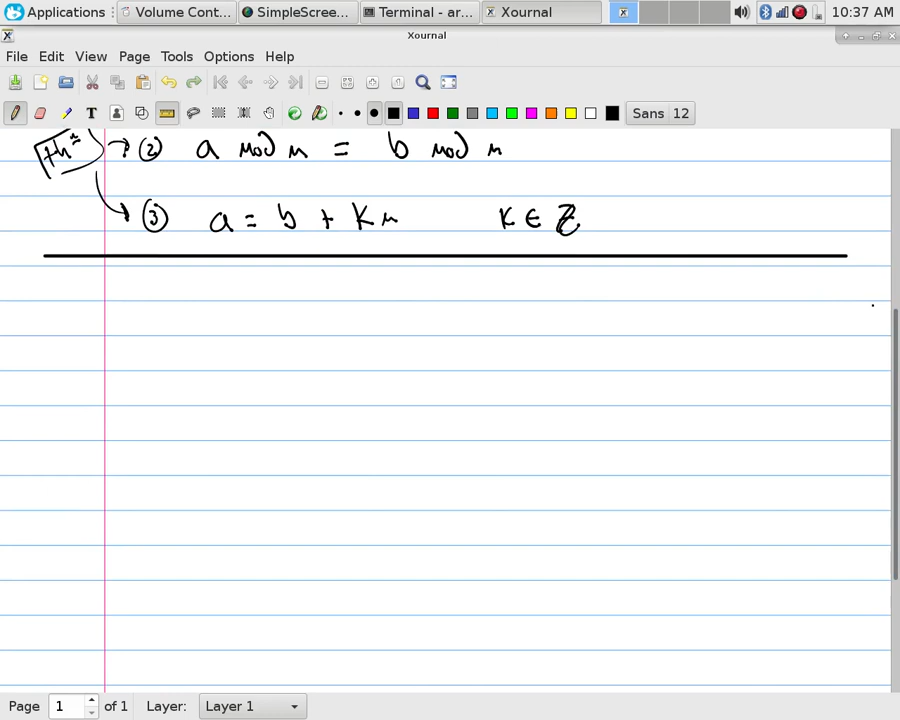 Applications Volume Cont... SimpleScree... Terminal - ar... Xournal 10:37 AM
Xournal
File Edit View Page Tools Options Help
T Sans 12
thm → ② a mod m = b mod m
③ a = b + km k ∈ ℤ
Page 1 of 1 Layer: Layer 1